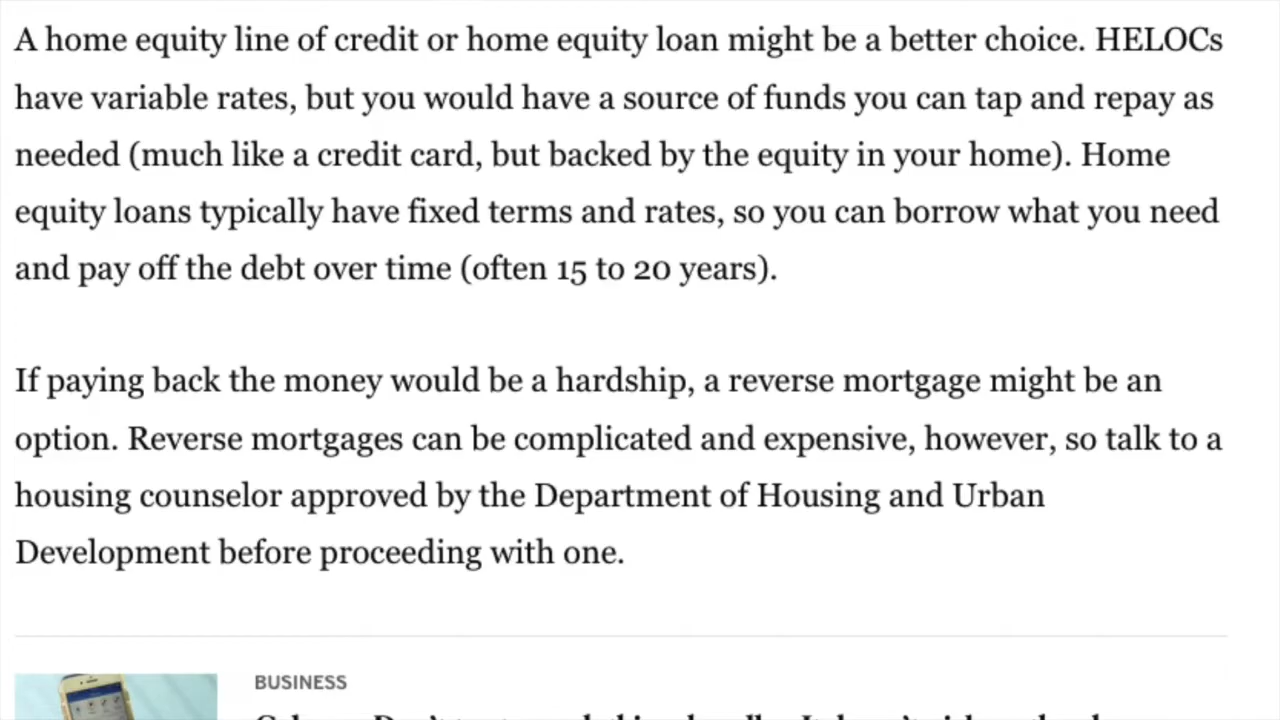 A home equity line of credit or home equity loan might be a better choice. HELOCs
have variable rates, but you would have a source of funds you can tap and repay as
needed (much like a credit card, but backed by the equity in your home). Home
equity loans typically have fixed terms and rates, so you can borrow what you need
and pay off the debt over time (often 15 to 20 years).
If paying back the money would be a hardship, a reverse mortgage might be an
option. Reverse mortgages can be complicated and expensive, however, so talk to a
housing counselor approved by the Department of Housing and Urban
Development before proceeding with one.
BUSINESS